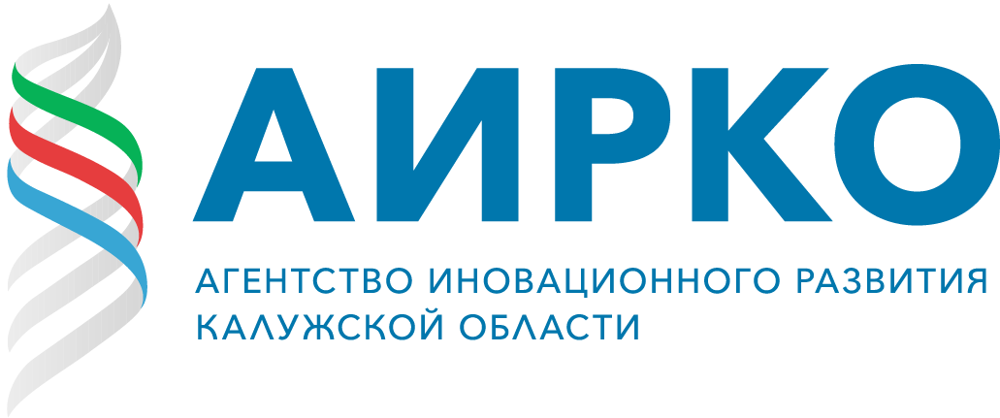 АИРКО
АГЕНТСТВО ИНОВАЦИОННОГО РАЗВИТИЯ
КАЛУЖСКОЙ ОБЛАСТИ